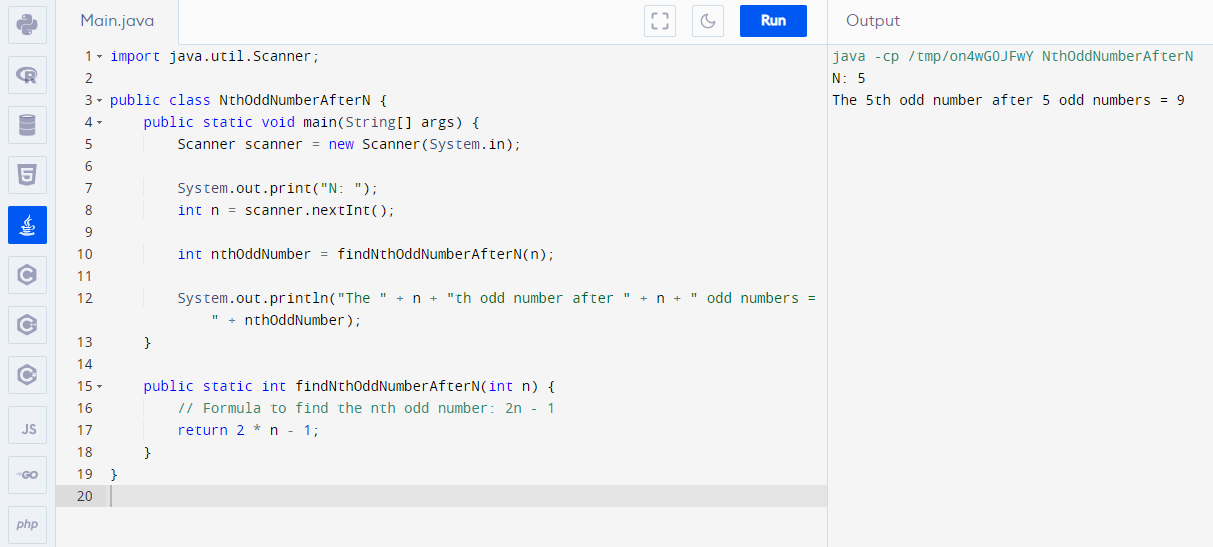 Main.java
Run
Output
1 import java.util.Scanner;
2
3 public class NthOddNumberAfterN {
4 public static void main(String[] args) {
5 Scanner scanner = new Scanner(System.in);
6
7 System.out.print("N: ");
8 int n = scanner.nextInt();
9
10 int nthOddNumber = findNthOddNumberAfterN(n);
11
12 System.out.println("The " + n + "th odd number after " + n + " odd numbers =
" + nthOddNumber);
13 }
14
15 public static int findNthOddNumberAfterN(int n) {
16 // Formula to find the nth odd number: 2n - 1
17 return 2 * n - 1;
18 }
19 }
20
java -cp /tmp/on4wG0JFwY NthOddNumberAfterN
N: 5
The 5th odd number after 5 odd numbers = 9
R
5
C
C
C
JS
GO
php